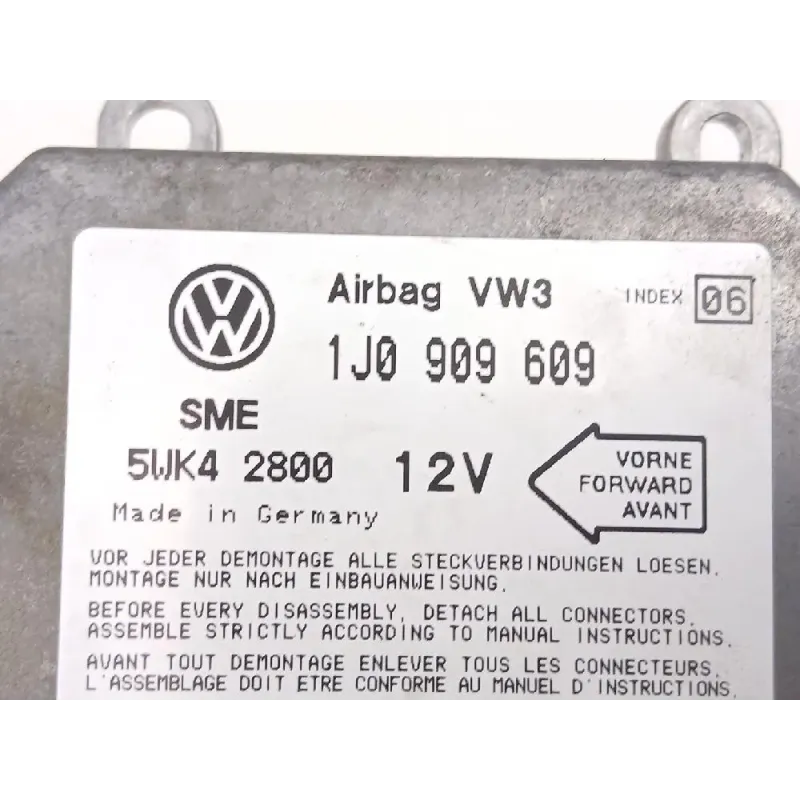 Airbag VW3 INDEX 06
1J0 909 609
SME
5WK4 2800 12V
VORNE
FORWARD
AVANT
Made in Germany
VOR JEDER DEMONTAGE ALLE STECKVERBINDUNGEN LOESEN.
MONTAGE NUR NACH EINBAUANWEISUNG.
BEFORE EVERY DISASSEMBLY, DETACH ALL CONNECTORS.
ASSEMBLE STRICTLY ACCORDING TO MANUAL INSTRUCTIONS.
AVANT TOUT DEMONTAGE ENLEVER TOUS LES CONNECTEURS.
L'ASSEMBLAGE DOIT ETRE CONFORME AU MANUEL D'INSTRUCTIONS.